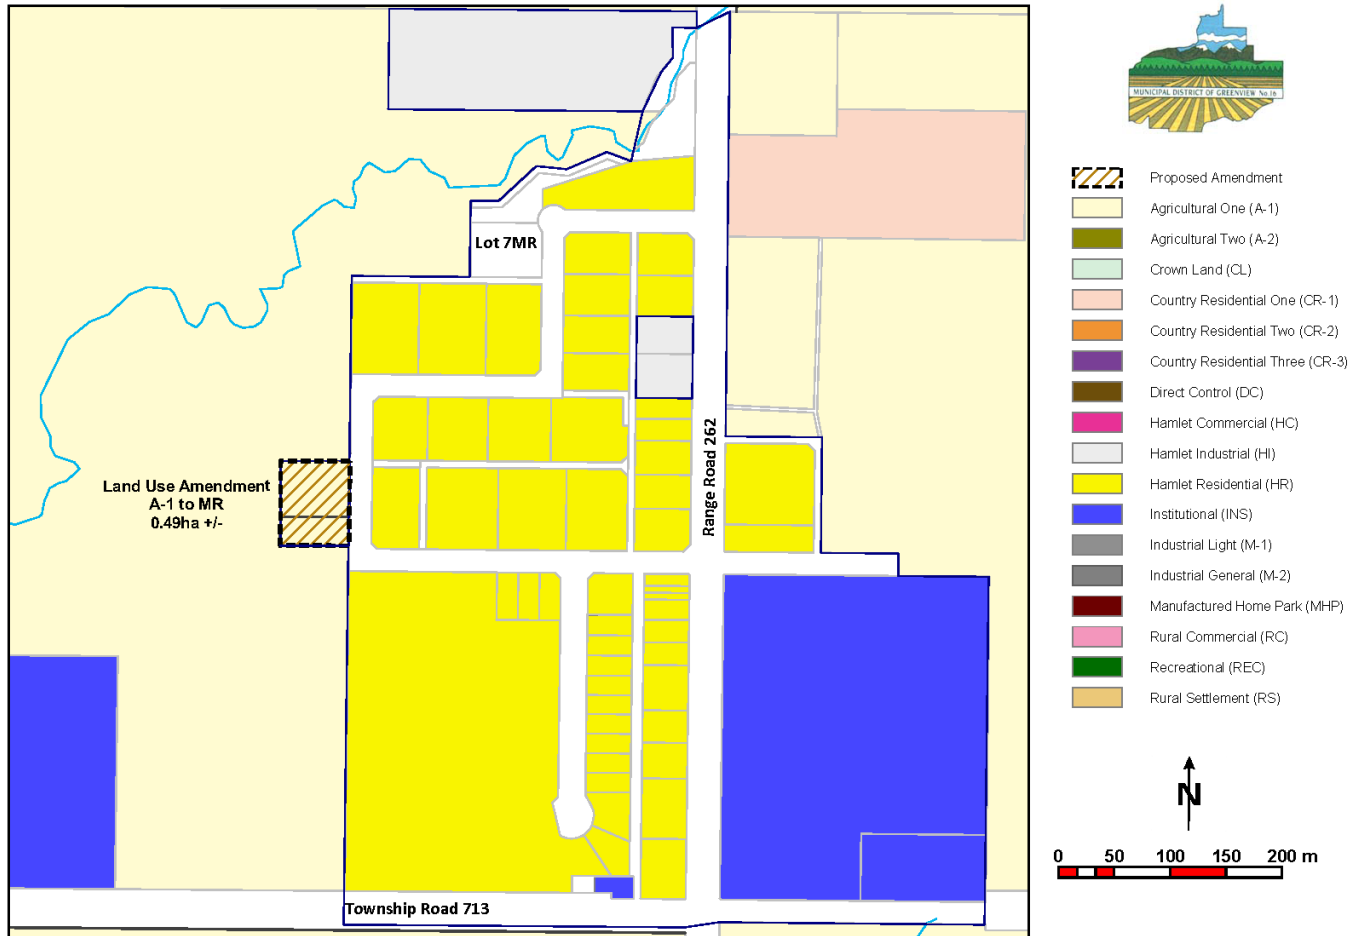 MUNICIPAL DISTRICT OF GREENVIEW No.16
Lot 7MR
Range Road 262
Land Use Amendment
A-1 to MR
0.49ha +/-
Township Road 713
Proposed Amendment
Agricultural One (A-1)
Agricultural Two (A-2)
Crown Land (CL)
Country Residential One (CR-1)
Country Residential Two (CR-2)
Country Residential Three (CR-3)
Direct Control (DC)
Hamlet Commercial (HC)
Hamlet Industrial (HI)
Hamlet Residential (HR)
Institutional (INS)
Industrial Light (M-1)
Industrial General (M-2)
Manufactured Home Park (MHP)
Rural Commercial (RC)
Recreational (REC)
Rural Settlement (RS)
N
0 50 100 150 200 m